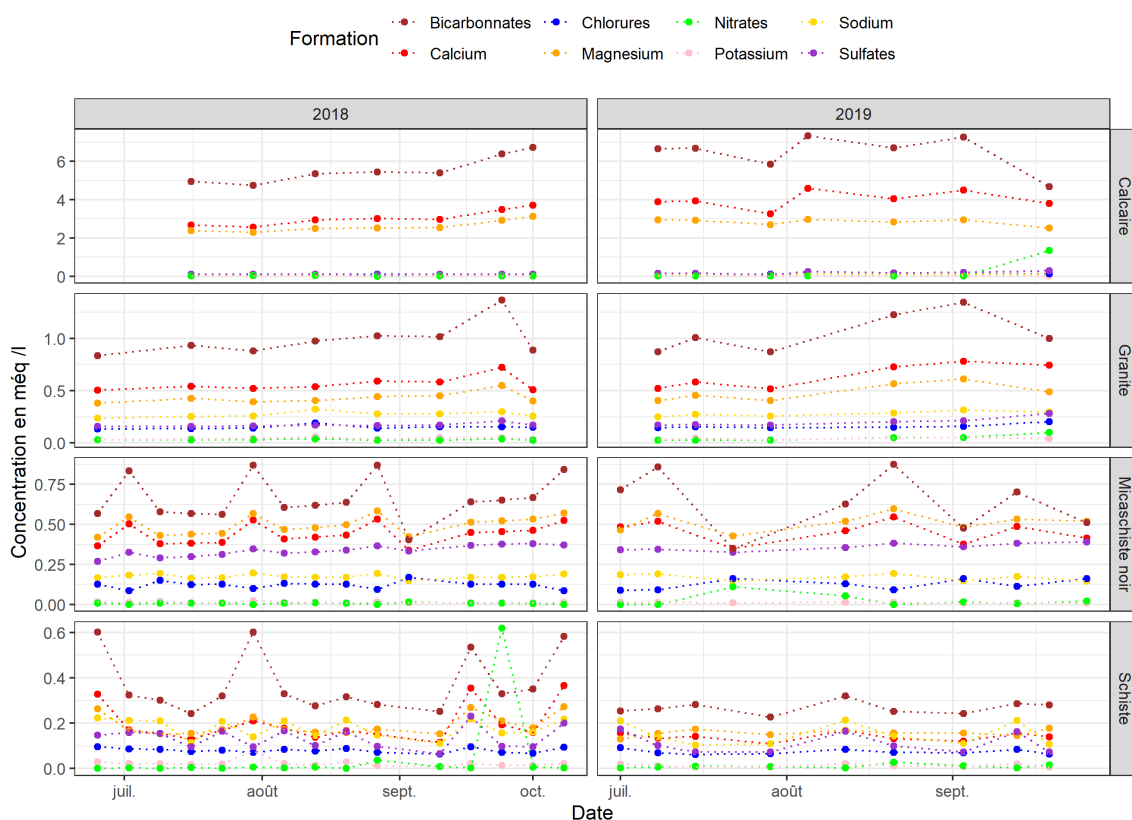 Formation
Bicarbonnates Chlorures Nitrates Sodium
Calcium Magnesium Potassium Sulfates
2018 2019
Concentration en méq /l
6
4
2
0
Calcaire
1.0
0.5
0.0
Granite
0.75
0.50
0.25
0.00
Micaschiste noir
0.6
0.4
0.2
0.0
Schiste
juil. août sept. oct. juil. août sept.
Date